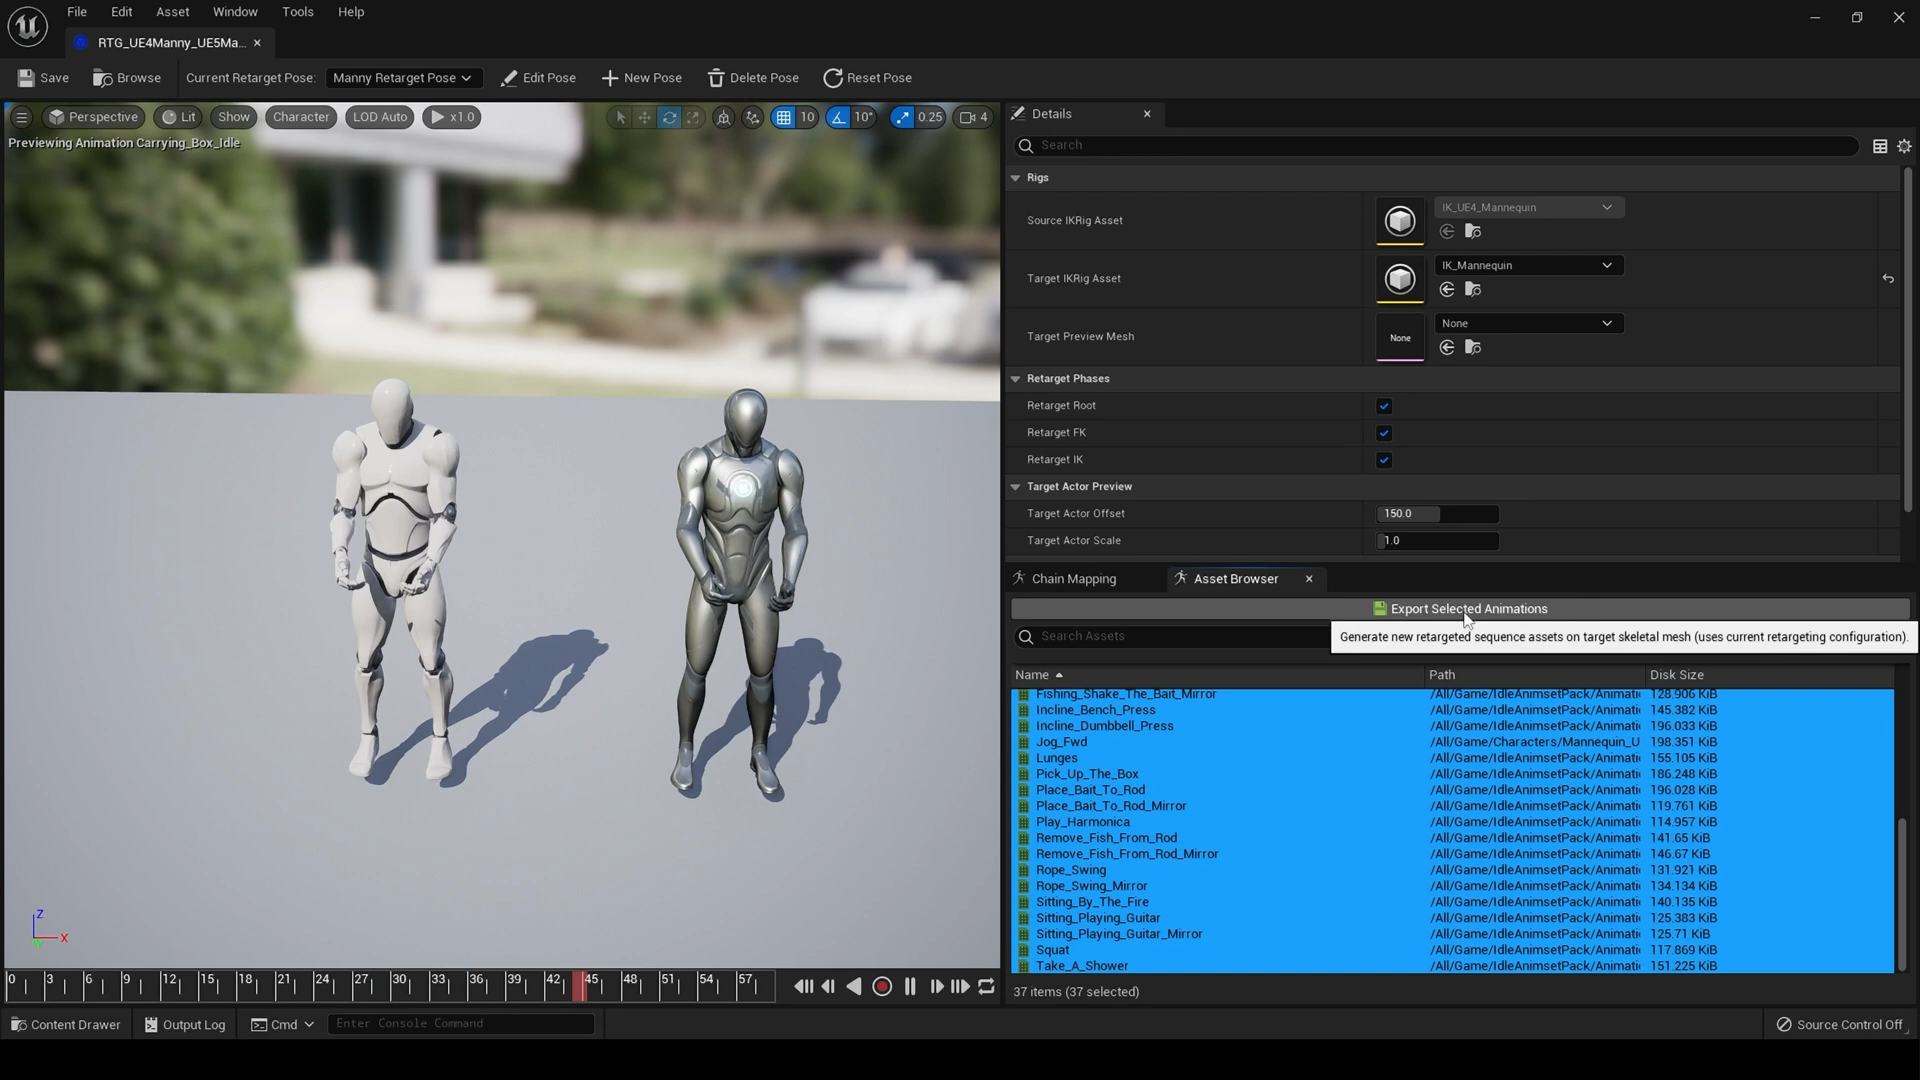 File Edit Asset Window Tools Help
RTG_UE4Manny_UE5Ma...
Save Browse Current Retarget Pose: Manny Retarget Pose Edit Pose New Pose Delete Pose Reset Pose
Perspective Lit Show Character LOD Auto x1.0 10 10° 0.25 4
Previewing Animation Carrying_Box_Idle
Details
Search
Rigs
Source IKRig Asset IK_UE4_Mannequin
Target IKRig Asset IK_Mannequin
Target Preview Mesh None None
Retarget Phases
Retarget Root
Retarget FK
Retarget IK
Target Actor Preview
Target Actor Offset 150.0
Target Actor Scale 1.0
Chain Mapping Asset Browser
Export Selected Animations
Search Assets
Generate new retargeted sequence assets on target skeletal mesh (uses current retargeting configuration).
Name Path Disk Size
Fishing_Shake_The_Bait_Mirror /All/Game/IdleAnimsetPack/Animati 128.906 KiB
Incline_Bench_Press /All/Game/IdleAnimsetPack/Animati 145.382 KiB
Incline_Dumbbell_Press /All/Game/IdleAnimsetPack/Animati 196.033 KiB
Jog_Fwd /All/Game/Characters/Mannequin_U 198.351 KiB
Lunges /All/Game/IdleAnimsetPack/Animati 155.105 KiB
Pick_Up_The_Box /All/Game/IdleAnimsetPack/Animati 186.248 KiB
Place_Bait_To_Rod /All/Game/IdleAnimsetPack/Animati 196.028 KiB
Place_Bait_To_Rod_Mirror /All/Game/IdleAnimsetPack/Animati 119.761 KiB
Play_Harmonica /All/Game/IdleAnimsetPack/Animati 114.957 KiB
Remove_Fish_From_Rod /All/Game/IdleAnimsetPack/Animati 141.65 KiB
Remove_Fish_From_Rod_Mirror /All/Game/IdleAnimsetPack/Animati 146.67 KiB
Rope_Swing /All/Game/IdleAnimsetPack/Animati 131.921 KiB
Rope_Swing_Mirror /All/Game/IdleAnimsetPack/Animati 134.134 KiB
Sitting_By_The_Fire /All/Game/IdleAnimsetPack/Animati 140.135 KiB
Sitting_Playing_Guitar /All/Game/IdleAnimsetPack/Animati 125.383 KiB
Sitting_Playing_Guitar_Mirror /All/Game/IdleAnimsetPack/Animati 125.71 KiB
Squat /All/Game/IdleAnimsetPack/Animati 117.869 KiB
Take_A_Shower /All/Game/IdleAnimsetPack/Animati 151.225 KiB
37 items (37 selected)
Z
X
Y
0 3 6 9 12 15 18 21 24 27 30 33 36 39 42 45 48 51 54 57
Content Drawer Output Log Cmd Enter Console Command Source Control Off